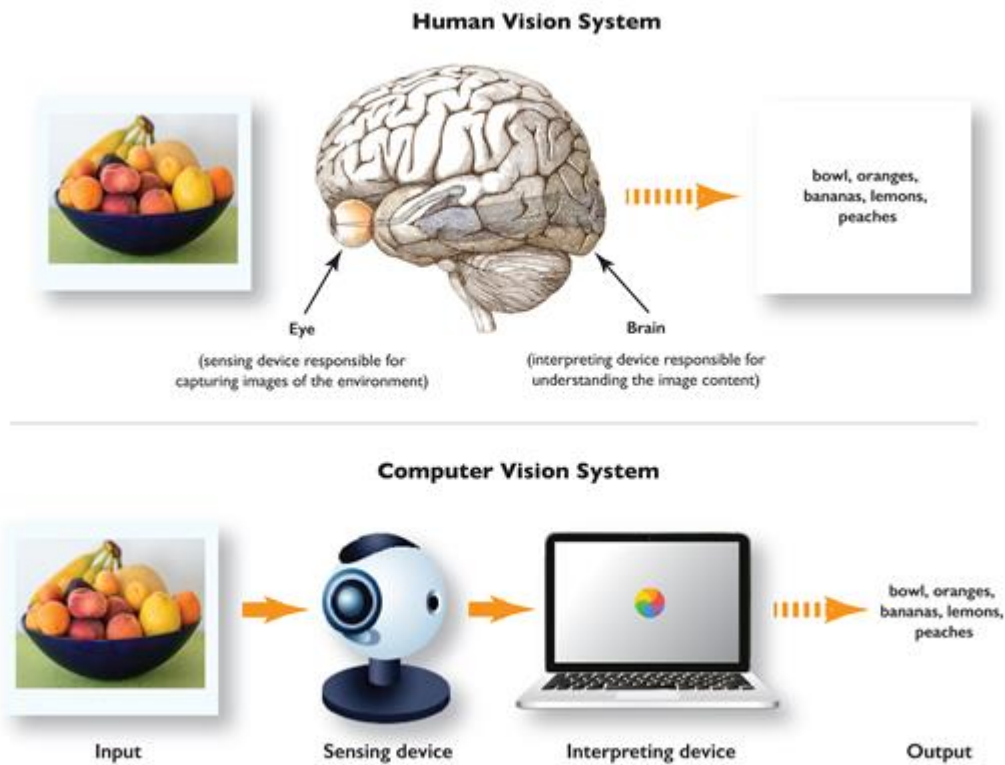 Human Vision System
bowl, oranges,
bananas, lemons,
peaches
Eye
(sensing device responsible for
capturing images of the environment)
Brain
(interpreting device responsible for
understanding the image content)
Computer Vision System
bowl, oranges,
bananas, lemons,
peaches
Input
Sensing device
Interpreting device
Output